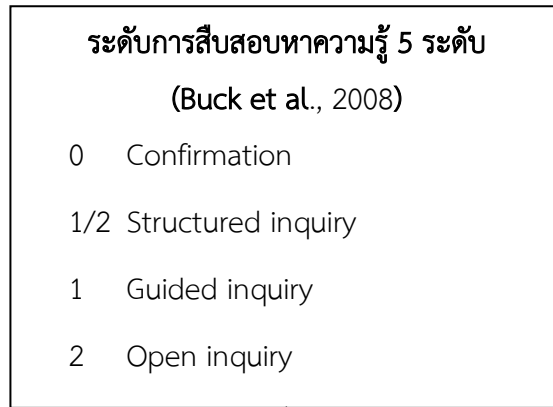 ระดับการสืบสอบหาความรู้ 5 ระดับ
(Buck et al., 2008)
0 Confirmation
1/2 Structured inquiry
1 Guided inquiry
2 Open inquiry